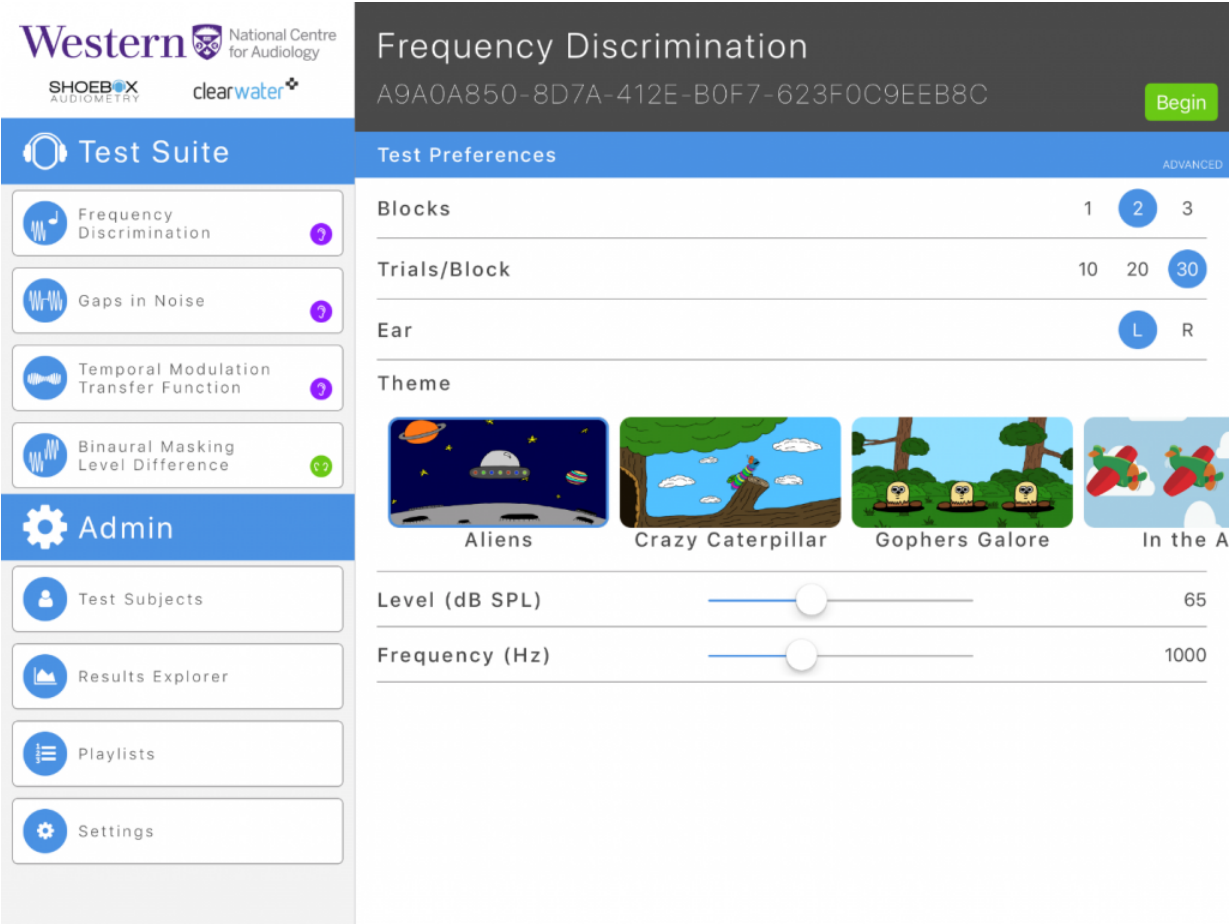 Western
National Centre
for Audiology
SHOEBOX
AUDIOMETRY
clearwater
Test Suite
Frequency
Discrimination
Gaps in Noise
Temporal Modulation
Transfer Function
Binaural Masking
Level Difference
Admin
Test Subjects
Results Explorer
Playlists
Settings
Frequency Discrimination
A9A0A850-8D7A-412E-B0F7-623F0C9EEB8C
Begin
Test Preferences
ADVANCED
Blocks 1 2 3
Trials/Block 10 20 30
Ear L R
Theme
Aliens Crazy Caterpillar Gophers Galore In the A
Level (dB SPL) 65
Frequency (Hz) 1000